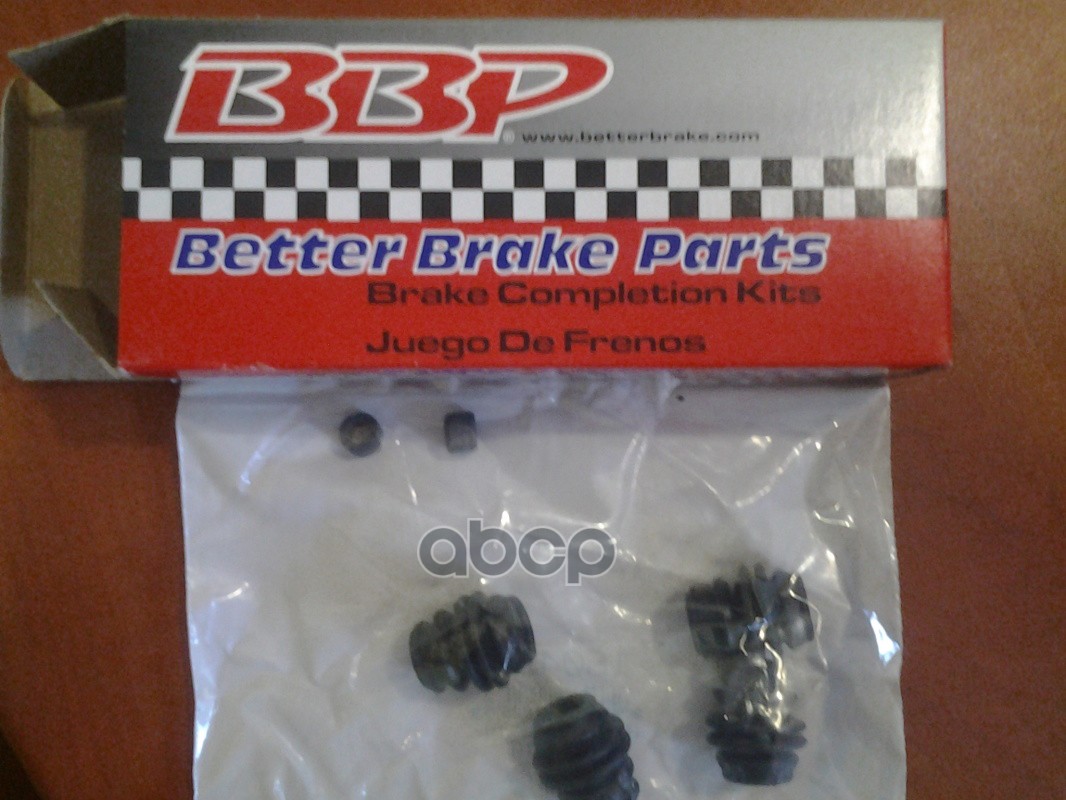 BBP
® www.betterbrake.com
Better Brake Parts
Brake Completion Kits
Juego De Frenos
abcp